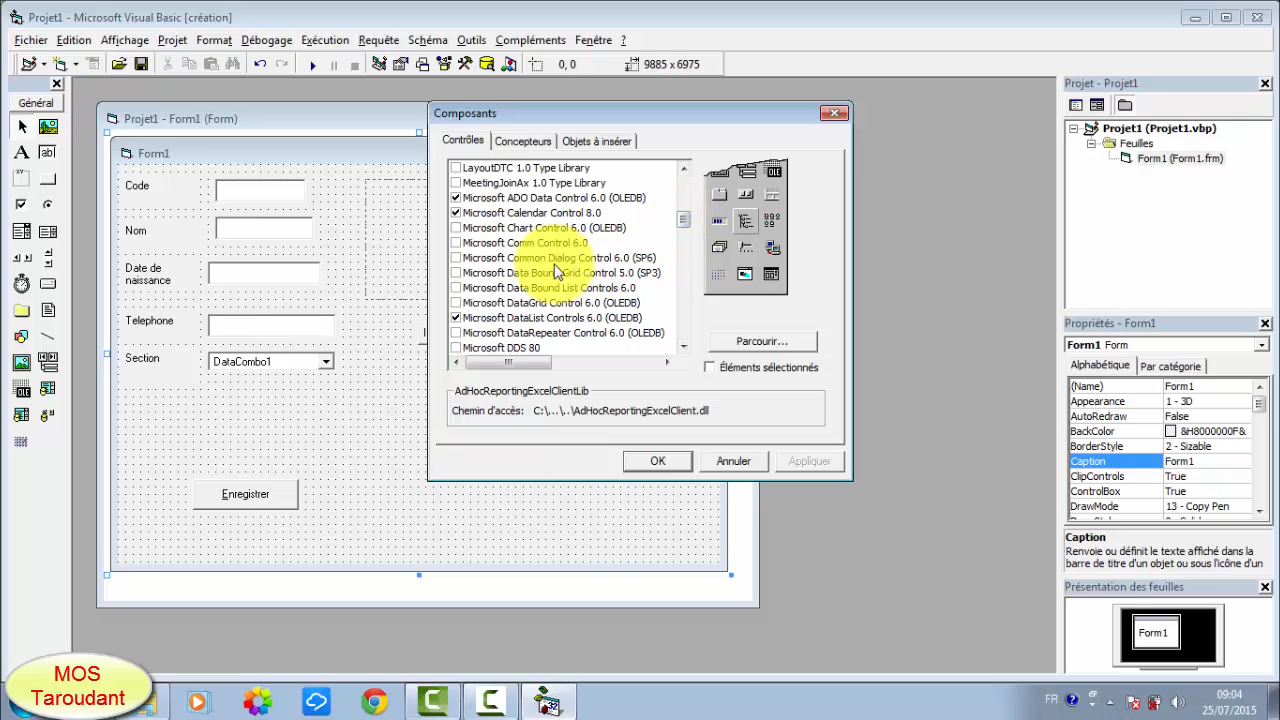 Projet1 - Microsoft Visual Basic [création]
Fichier Edition Affichage Projet Format Débogage Exécution Requête Schéma Outils Compléments Fenêtre ?
0, 0 9885 x 6975
Général
Projet1 - Form1 (Form)
Form1
Code
Nom
Date de
naissance
Telephone
Section DataCombo1
Enregistrer
Composants
Contrôles Concepteurs Objets à insérer
LayoutDTC 1.0 Type Library
MeetingJoinAx 1.0 Type Library
Microsoft ADO Data Control 6.0 (OLEDB)
Microsoft Calendar Control 8.0
Microsoft Chart Control 6.0 (OLEDB)
Microsoft Comm Control 6.0
Microsoft Common Dialog Control 6.0 (SP6)
Microsoft Data Bound Grid Control 5.0 (SP3)
Microsoft Data Bound List Controls 6.0
Microsoft DataGrid Control 6.0 (OLEDB)
Microsoft DataList Controls 6.0 (OLEDB)
Microsoft DataRepeater Control 6.0 (OLEDB)
Microsoft DDS 80
OLE
Parcourir...
Éléments sélectionnés
AdHocReportingExcelClientLib
Chemin d'accès: C:\...\..\AdHocReportingExcelClient.dll
OK Annuler Appliquer
Projet - Projet1
Projet1 (Projet1.vbp)
Feuilles
Form1 (Form1.frm)
Propriétés - Form1
Form1 Form
Alphabétique Par catégorie
(Name) Form1
Appearance 1 - 3D
AutoRedraw False
BackColor &H8000000F&
BorderStyle 2 - Sizable
Caption Form1
ClipControls True
ControlBox True
DrawMode 13 - Copy Pen
Caption
Renvoie ou définit le texte affiché dans la
barre de titre d'un objet ou sous l'icône d'un
Présentation des feuilles
Form1
MOS
Taroudant
FR
09:04
25/07/2015